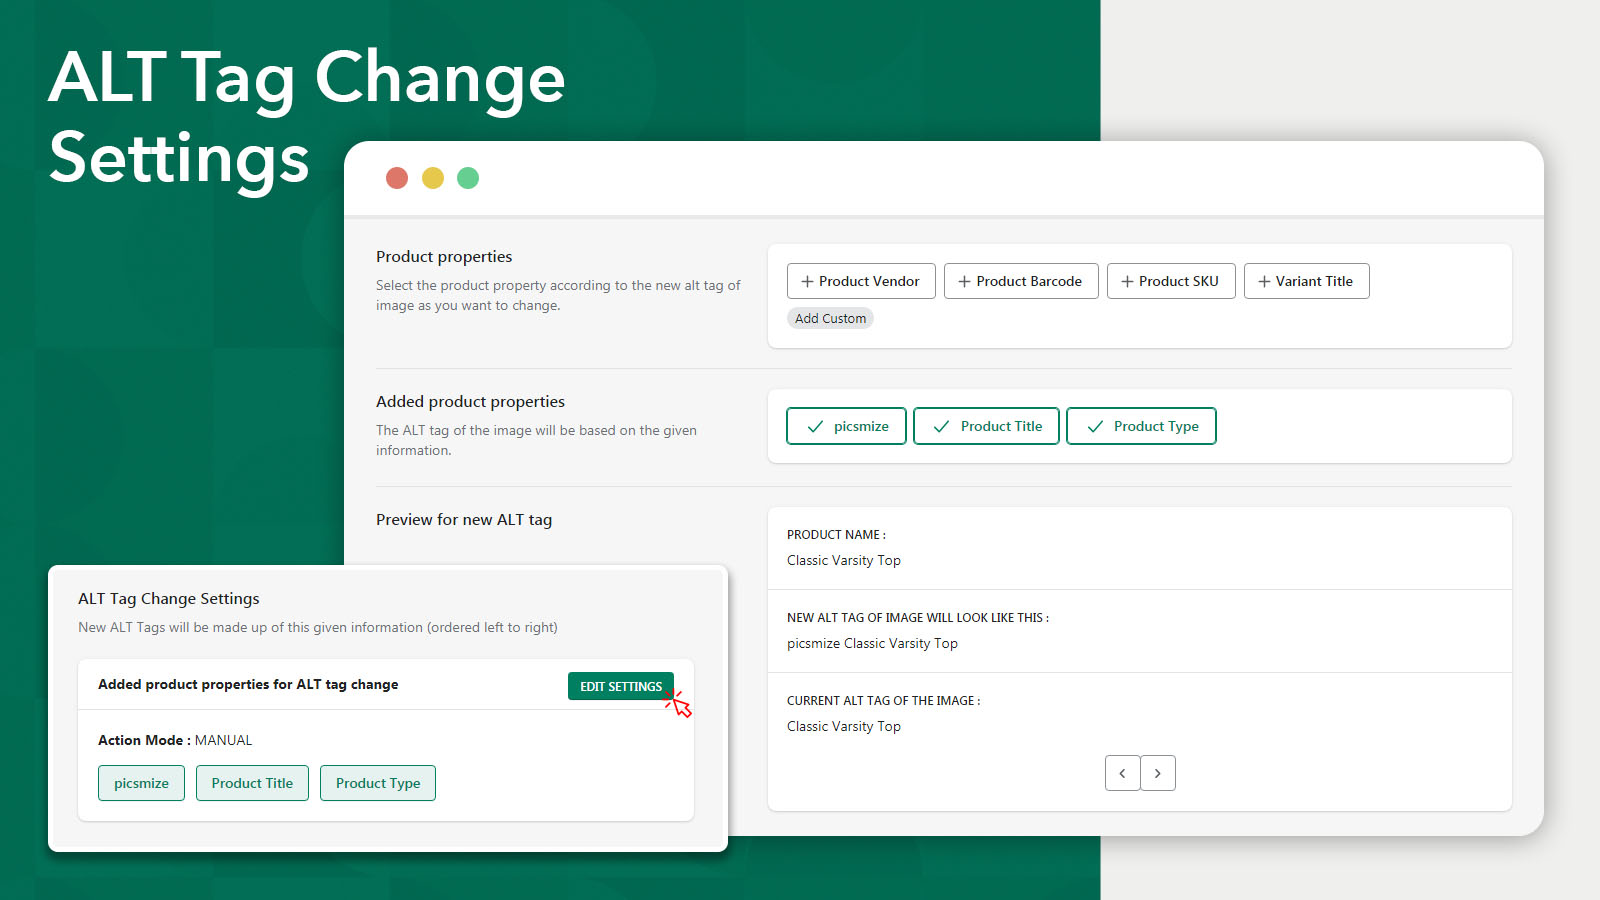 ALT Tag Change
Settings
Product properties
Select the product property according to the new alt tag of
image as you want to change.
Product Vendor
Product Barcode
Product SKU
Variant Title
Add Custom
Added product properties
The ALT tag of the image will be based on the given
information.
picsmize
Product Title
Product Type
Preview for new ALT tag
PRODUCT NAME :
Classic Varsity Top
NEW ALT TAG OF IMAGE WILL LOOK LIKE THIS :
picsmize Classic Varsity Top
CURRENT ALT TAG OF THE IMAGE :
Classic Varsity Top
ALT Tag Change Settings
New ALT Tags will be made up of this given information (ordered left to right)
Added product properties for ALT tag change
EDIT SETTINGS
Action Mode : MANUAL
picsmize
Product Title
Product Type